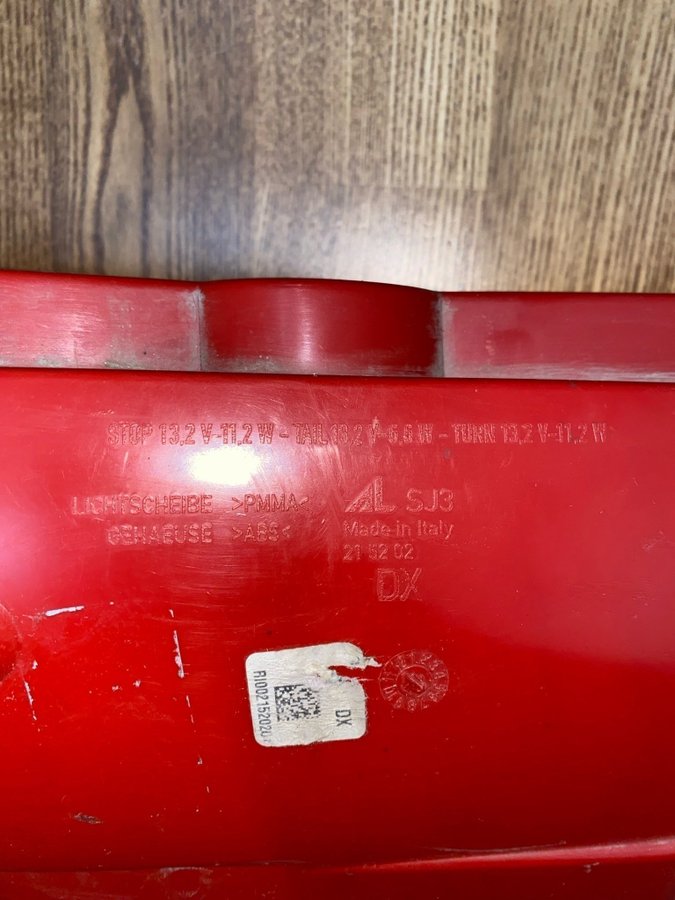 STOP 13,2 V-11,2 W - TAIL 13,2 V-6,6 W - TURN 13,2 V-11,2 W
LICHTSCHEIBE >PMMA<
GEHAEUSE >ABS<
AL SJ3
Made in Italy
21 52 02
DX
DX